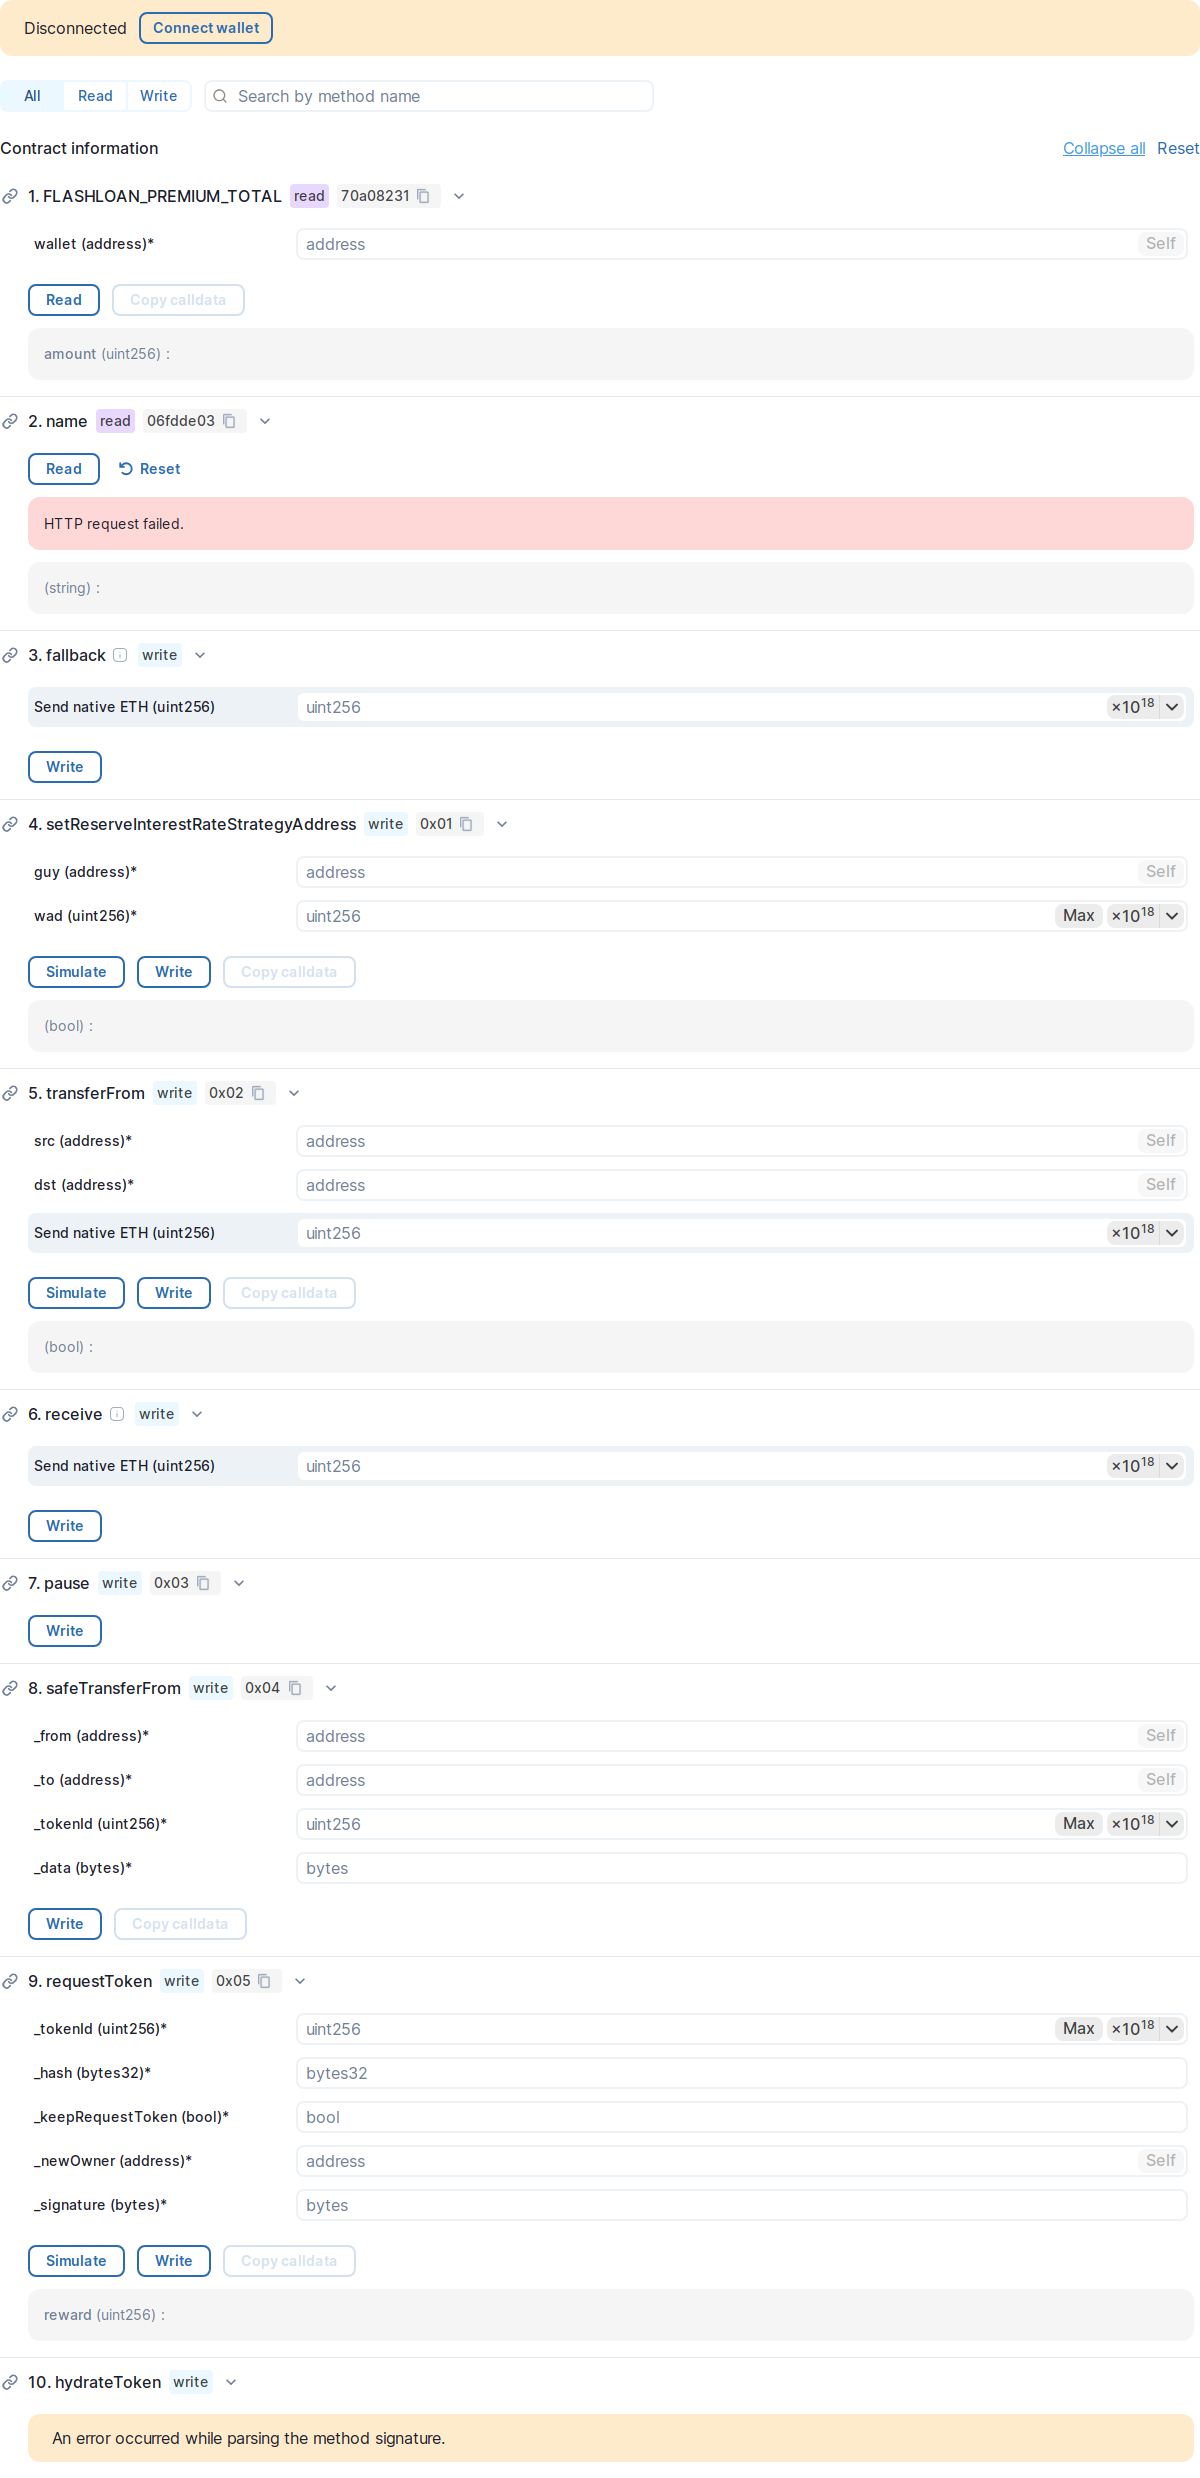 Disconnected Connect wallet
All Read Write Search by method name
Contract information Collapse all Reset
1. FLASHLOAN_PREMIUM_TOTAL read 70a08231
wallet (address)* address Self
Read Copy calldata
amount (uint256) :
2. name read 06fdde03
Read Reset
HTTP request failed.
(string) :
3. fallback write
Send native ETH (uint256) uint256 ×10^18
Write
4. setReserveInterestRateStrategyAddress write 0x01
guy (address)* address Self
wad (uint256)* uint256 Max ×10^18
Simulate Write Copy calldata
(bool) :
5. transferFrom write 0x02
src (address)* address Self
dst (address)* address Self
Send native ETH (uint256) uint256 ×10^18
Simulate Write Copy calldata
(bool) :
6. receive write
Send native ETH (uint256) uint256 ×10^18
Write
7. pause write 0x03
Write
8. safeTransferFrom write 0x04
_from (address)* address Self
_to (address)* address Self
_tokenId (uint256)* uint256 Max ×10^18
_data (bytes)* bytes
Write Copy calldata
9. requestToken write 0x05
_tokenId (uint256)* uint256 Max ×10^18
_hash (bytes32)* bytes32
_keepRequestToken (bool)* bool
_newOwner (address)* address Self
_signature (bytes)* bytes
Simulate Write Copy calldata
reward (uint256) :
10. hydrateToken write
An error occurred while parsing the method signature.